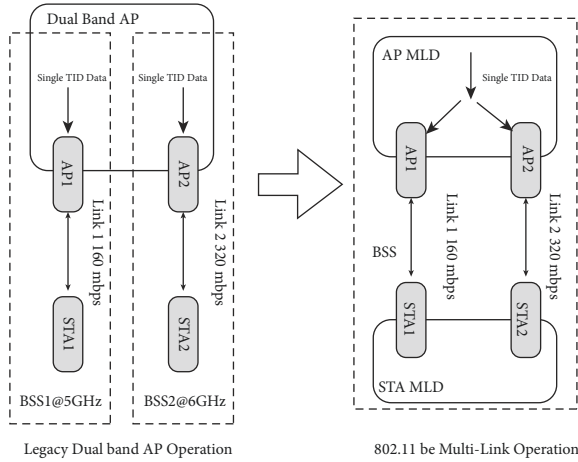 Dual Band AP
Single TID Data
Single TID Data
AP1
AP2
Link 1 160 mbps
Link 2 320 mbps
STA1
STA2
BSS1@5GHz
BSS2@6GHz
Legacy Dual band AP Operation
AP MLD
Single TID Data
AP1
AP2
BSS
Link 1 160 mbps
Link 2 320 mbps
STA1
STA2
STA MLD
802.11 be Multi-Link Operation